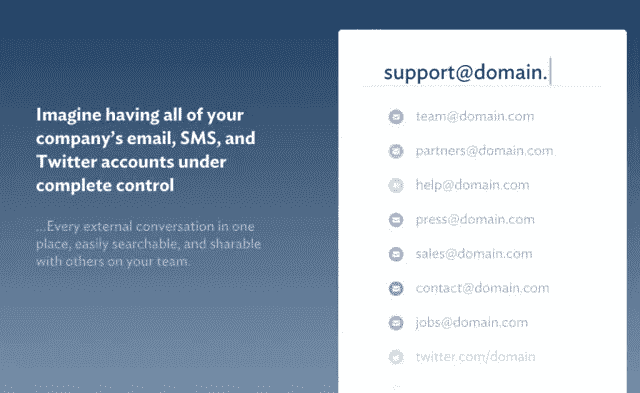 Imagine having all of your
company's email, SMS, and
Twitter accounts under
complete control
...Every external conversation in one
place, easily searchable, and sharable
with others on your team.
support@domain.
team@domain.com
partners@domain.com
help@domain.com
press@domain.com
sales@domain.com
contact@domain.com
jobs@domain.com
twitter.com/domain